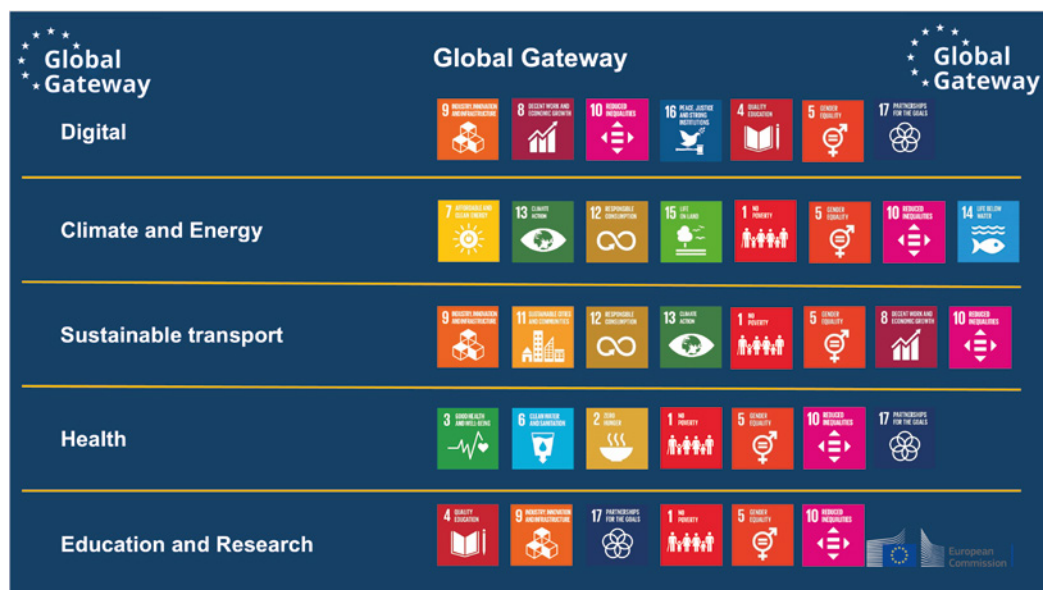 Global
Gateway
Global Gateway
Global
Gateway
Digital
9 INDUSTRY, INNOVATION
AND INFRASTRUCTURE
8 DECENT WORK AND
ECONOMIC GROWTH
10 REDUCED
INEQUALITIES
16 PEACE, JUSTICE
AND STRONG
INSTITUTIONS
4 QUALITY
EDUCATION
5 GENDER
EQUALITY
17 PARTNERSHIPS
FOR THE GOALS
Climate and Energy
7 AFFORDABLE AND
CLEAN ENERGY
13 CLIMATE
ACTION
12 RESPONSIBLE
CONSUMPTION
15 LIFE
ON LAND
1 NO
POVERTY
5 GENDER
EQUALITY
10 REDUCED
INEQUALITIES
14 LIFE BELOW
WATER
Sustainable transport
9 INDUSTRY, INNOVATION
AND INFRASTRUCTURE
11 SUSTAINABLE CITIES
AND COMMUNITIES
12 RESPONSIBLE
CONSUMPTION
13 CLIMATE
ACTION
1 NO
POVERTY
5 GENDER
EQUALITY
8 DECENT WORK AND
ECONOMIC GROWTH
10 REDUCED
INEQUALITIES
Health
3 GOOD HEALTH
AND WELL-BEING
6 CLEAN WATER
AND SANITATION
2 ZERO
HUNGER
1 NO
POVERTY
5 GENDER
EQUALITY
10 REDUCED
INEQUALITIES
17 PARTNERSHIPS
FOR THE GOALS
Education and Research
4 QUALITY
EDUCATION
9 INDUSTRY, INNOVATION
AND INFRASTRUCTURE
17 PARTNERSHIPS
FOR THE GOALS
1 NO
POVERTY
5 GENDER
EQUALITY
10 REDUCED
INEQUALITIES
European
Commission